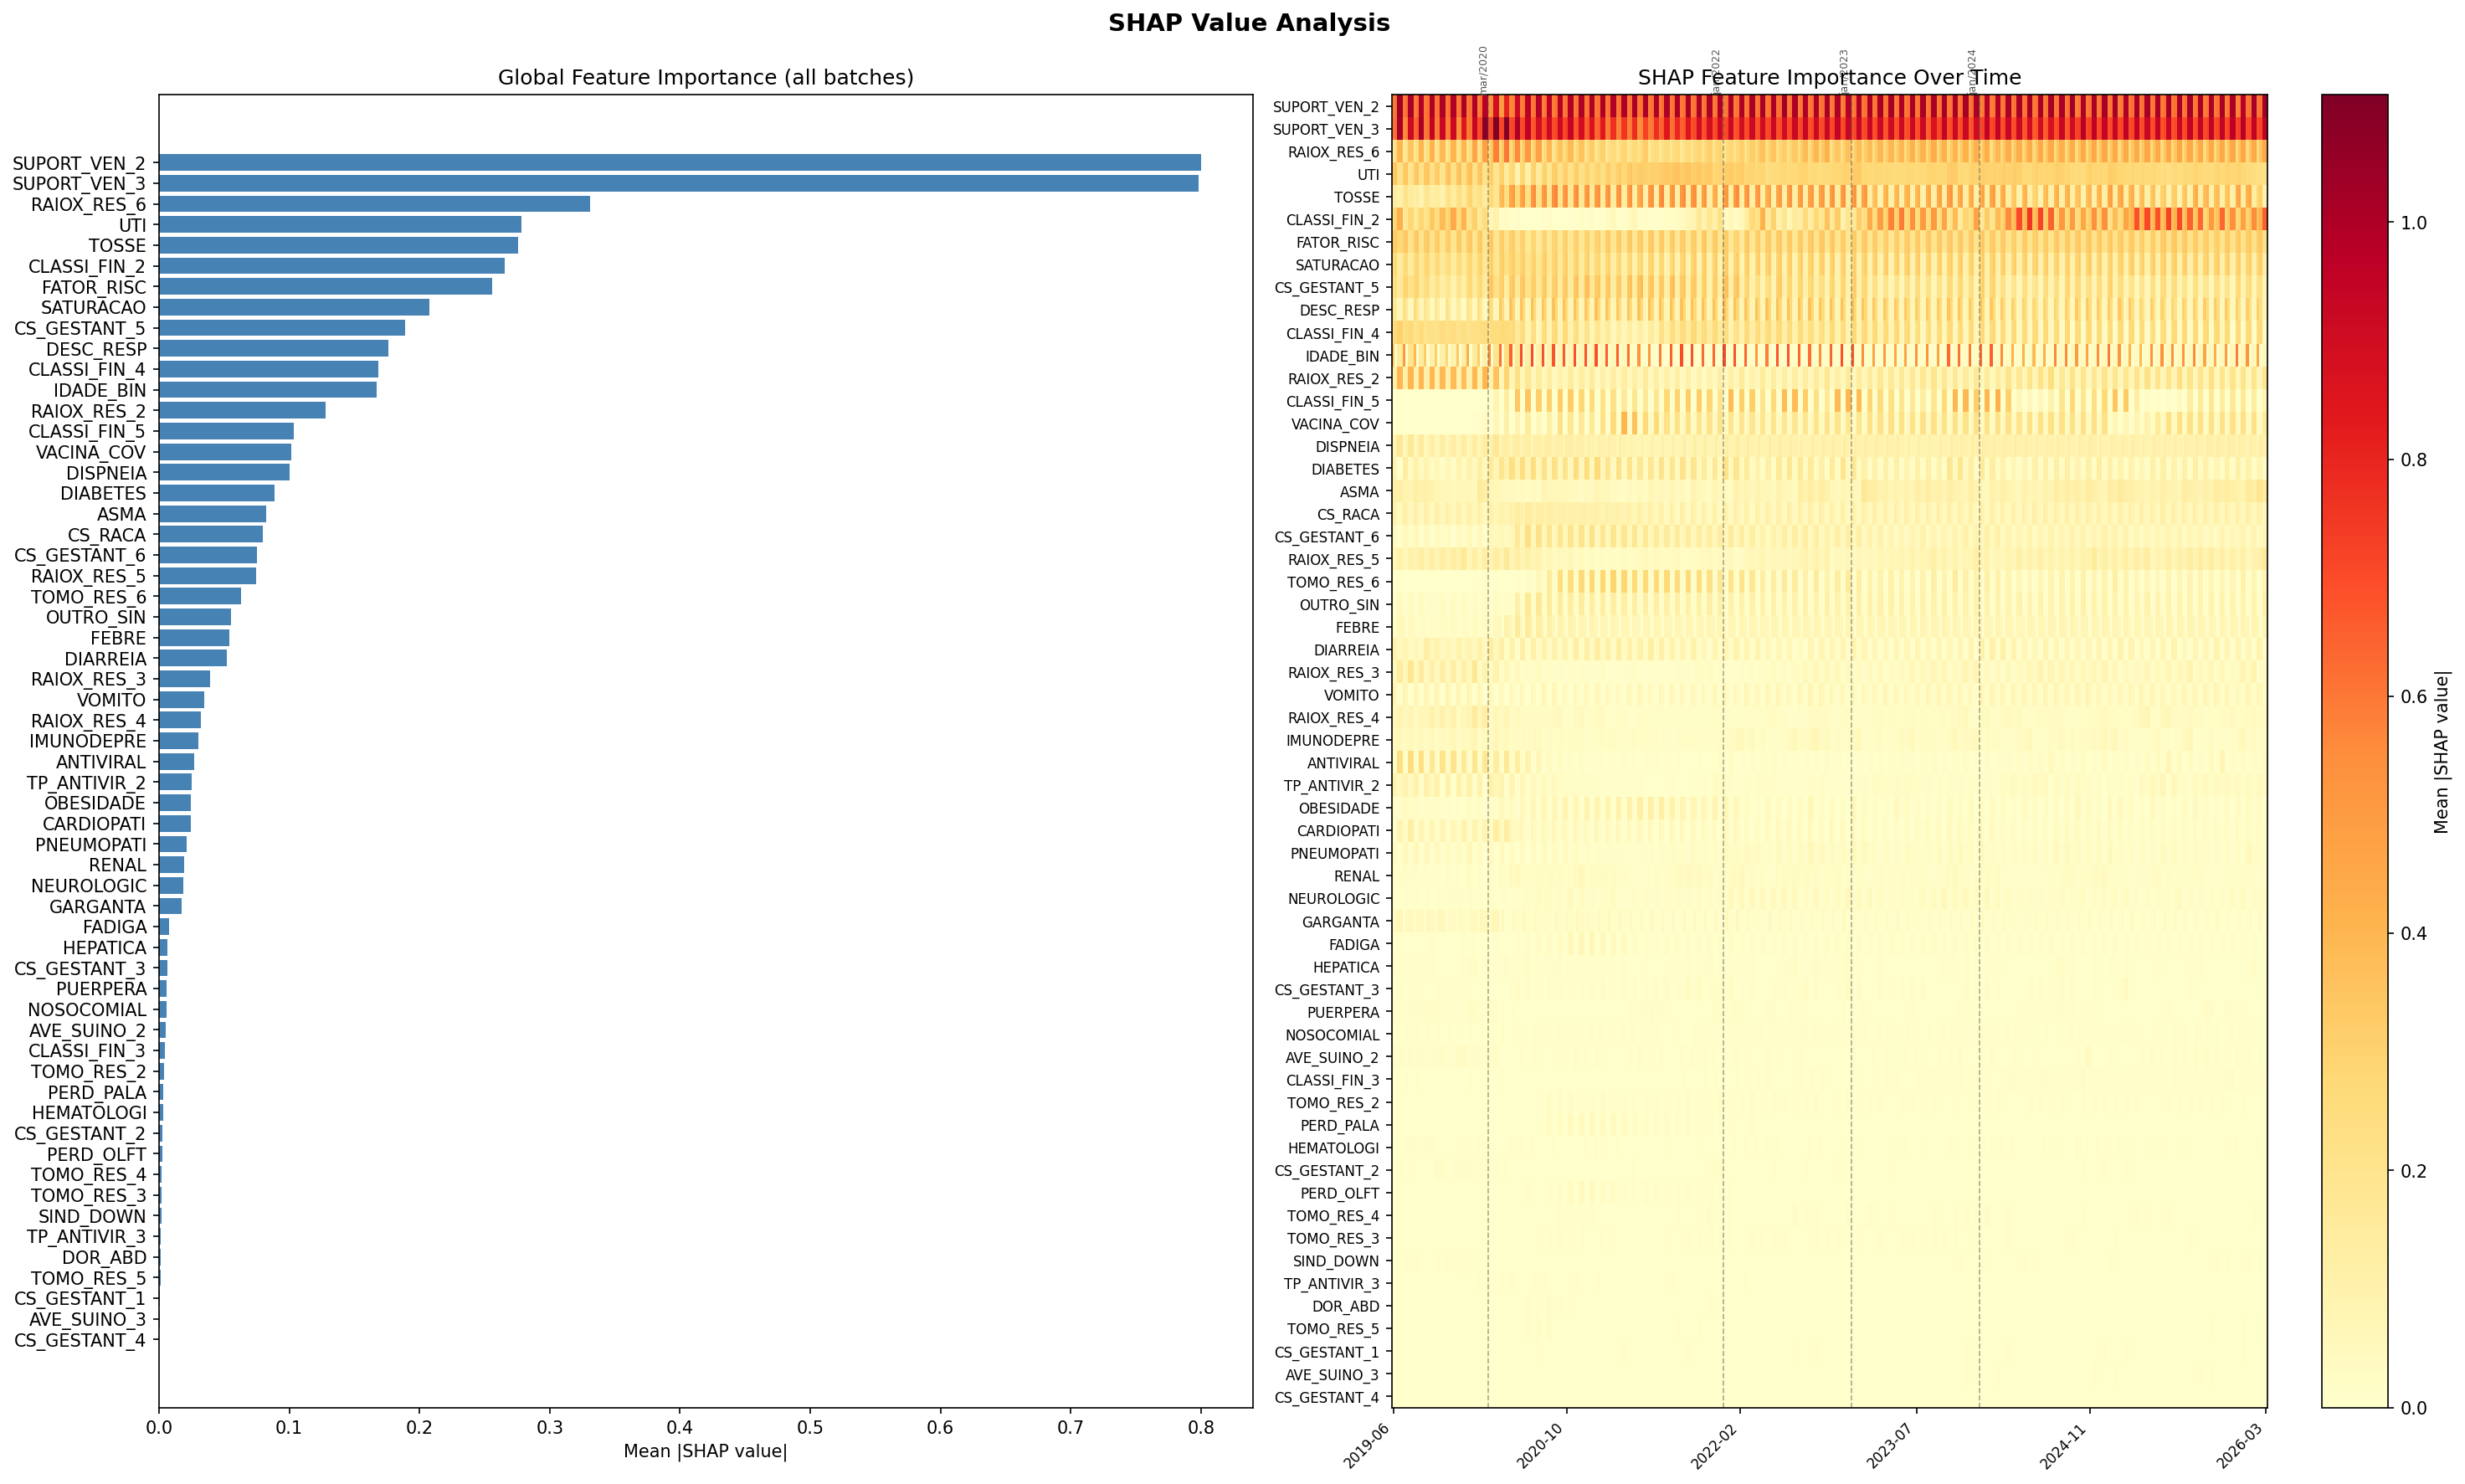 SHAP Value Analysis
Global Feature Importance (all batches)
SUPORT_VEN_2
SUPORT_VEN_3
RAIOX_RES_6
UTI
TOSSE
CLASSI_FIN_2
FATOR_RISC
SATURACAO
CS_GESTANT_5
DESC_RESP
CLASSI_FIN_4
IDADE_BIN
RAIOX_RES_2
CLASSI_FIN_5
VACINA_COV
DISPNEIA
DIABETES
ASMA
CS_RACA
CS_GESTANT_6
RAIOX_RES_5
TOMO_RES_6
OUTRO_SIN
FEBRE
DIARREIA
RAIOX_RES_3
VOMITO
RAIOX_RES_4
IMUNODEPRE
ANTIVIRAL
TP_ANTIVIR_2
OBESIDADE
CARDIOPATI
PNEUMOPATI
RENAL
NEUROLOGIC
GARGANTA
FADIGA
HEPATICA
CS_GESTANT_3
PUERPERA
NOSOCOMIAL
AVE_SUINO_2
CLASSI_FIN_3
TOMO_RES_2
PERD_PALA
HEMATOLOGI
CS_GESTANT_2
PERD_OLFT
TOMO_RES_4
TOMO_RES_3
SIND_DOWN
TP_ANTIVIR_3
DOR_ABD
TOMO_RES_5
CS_GESTANT_1
AVE_SUINO_3
CS_GESTANT_4
0.0 0.1 0.2 0.3 0.4 0.5 0.6 0.7 0.8
Mean |SHAP value|
SHAP Feature Importance Over Time
mar/2020
SUPORT_VEN_2
SUPORT_VEN_3
RAIOX_RES_6
UTI
TOSSE
CLASSI_FIN_2
FATOR_RISC
SATURACAO
CS_GESTANT_5
DESC_RESP
CLASSI_FIN_4
IDADE_BIN
RAIOX_RES_2
CLASSI_FIN_5
VACINA_COV
DISPNEIA
DIABETES
ASMA
CS_RACA
CS_GESTANT_6
RAIOX_RES_5
TOMO_RES_6
OUTRO_SIN
FEBRE
DIARREIA
RAIOX_RES_3
VOMITO
RAIOX_RES_4
IMUNODEPRE
ANTIVIRAL
TP_ANTIVIR_2
OBESIDADE
CARDIOPATI
PNEUMOPATI
RENAL
NEUROLOGIC
GARGANTA
FADIGA
HEPATICA
CS_GESTANT_3
PUERPERA
NOSOCOMIAL
AVE_SUINO_2
CLASSI_FIN_3
TOMO_RES_2
PERD_PALA
HEMATOLOGI
CS_GESTANT_2
PERD_OLFT
TOMO_RES_4
TOMO_RES_3
SIND_DOWN
TP_ANTIVIR_3
DOR_ABD
TOMO_RES_5
CS_GESTANT_1
AVE_SUINO_3
CS_GESTANT_4
2019-06
2020-10
2022-02
2023-07
2024-11
2026-03
1.0
0.8
0.6
0.4
0.2
0.0
Mean |SHAP value|